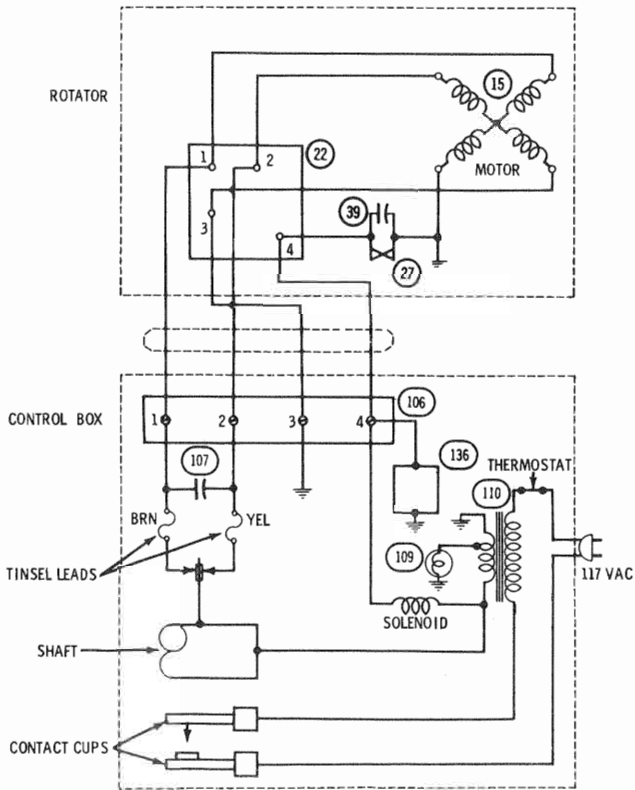 ROTATOR
15
MOTOR
1
2
22
3
4
39
27
CONTROL BOX
1
2
3
4
106
107
136
THERMOSTAT
110
BRN
YEL
109
117 VAC
TINSEL LEADS
SOLENOID
SHAFT
CONTACT CUPS